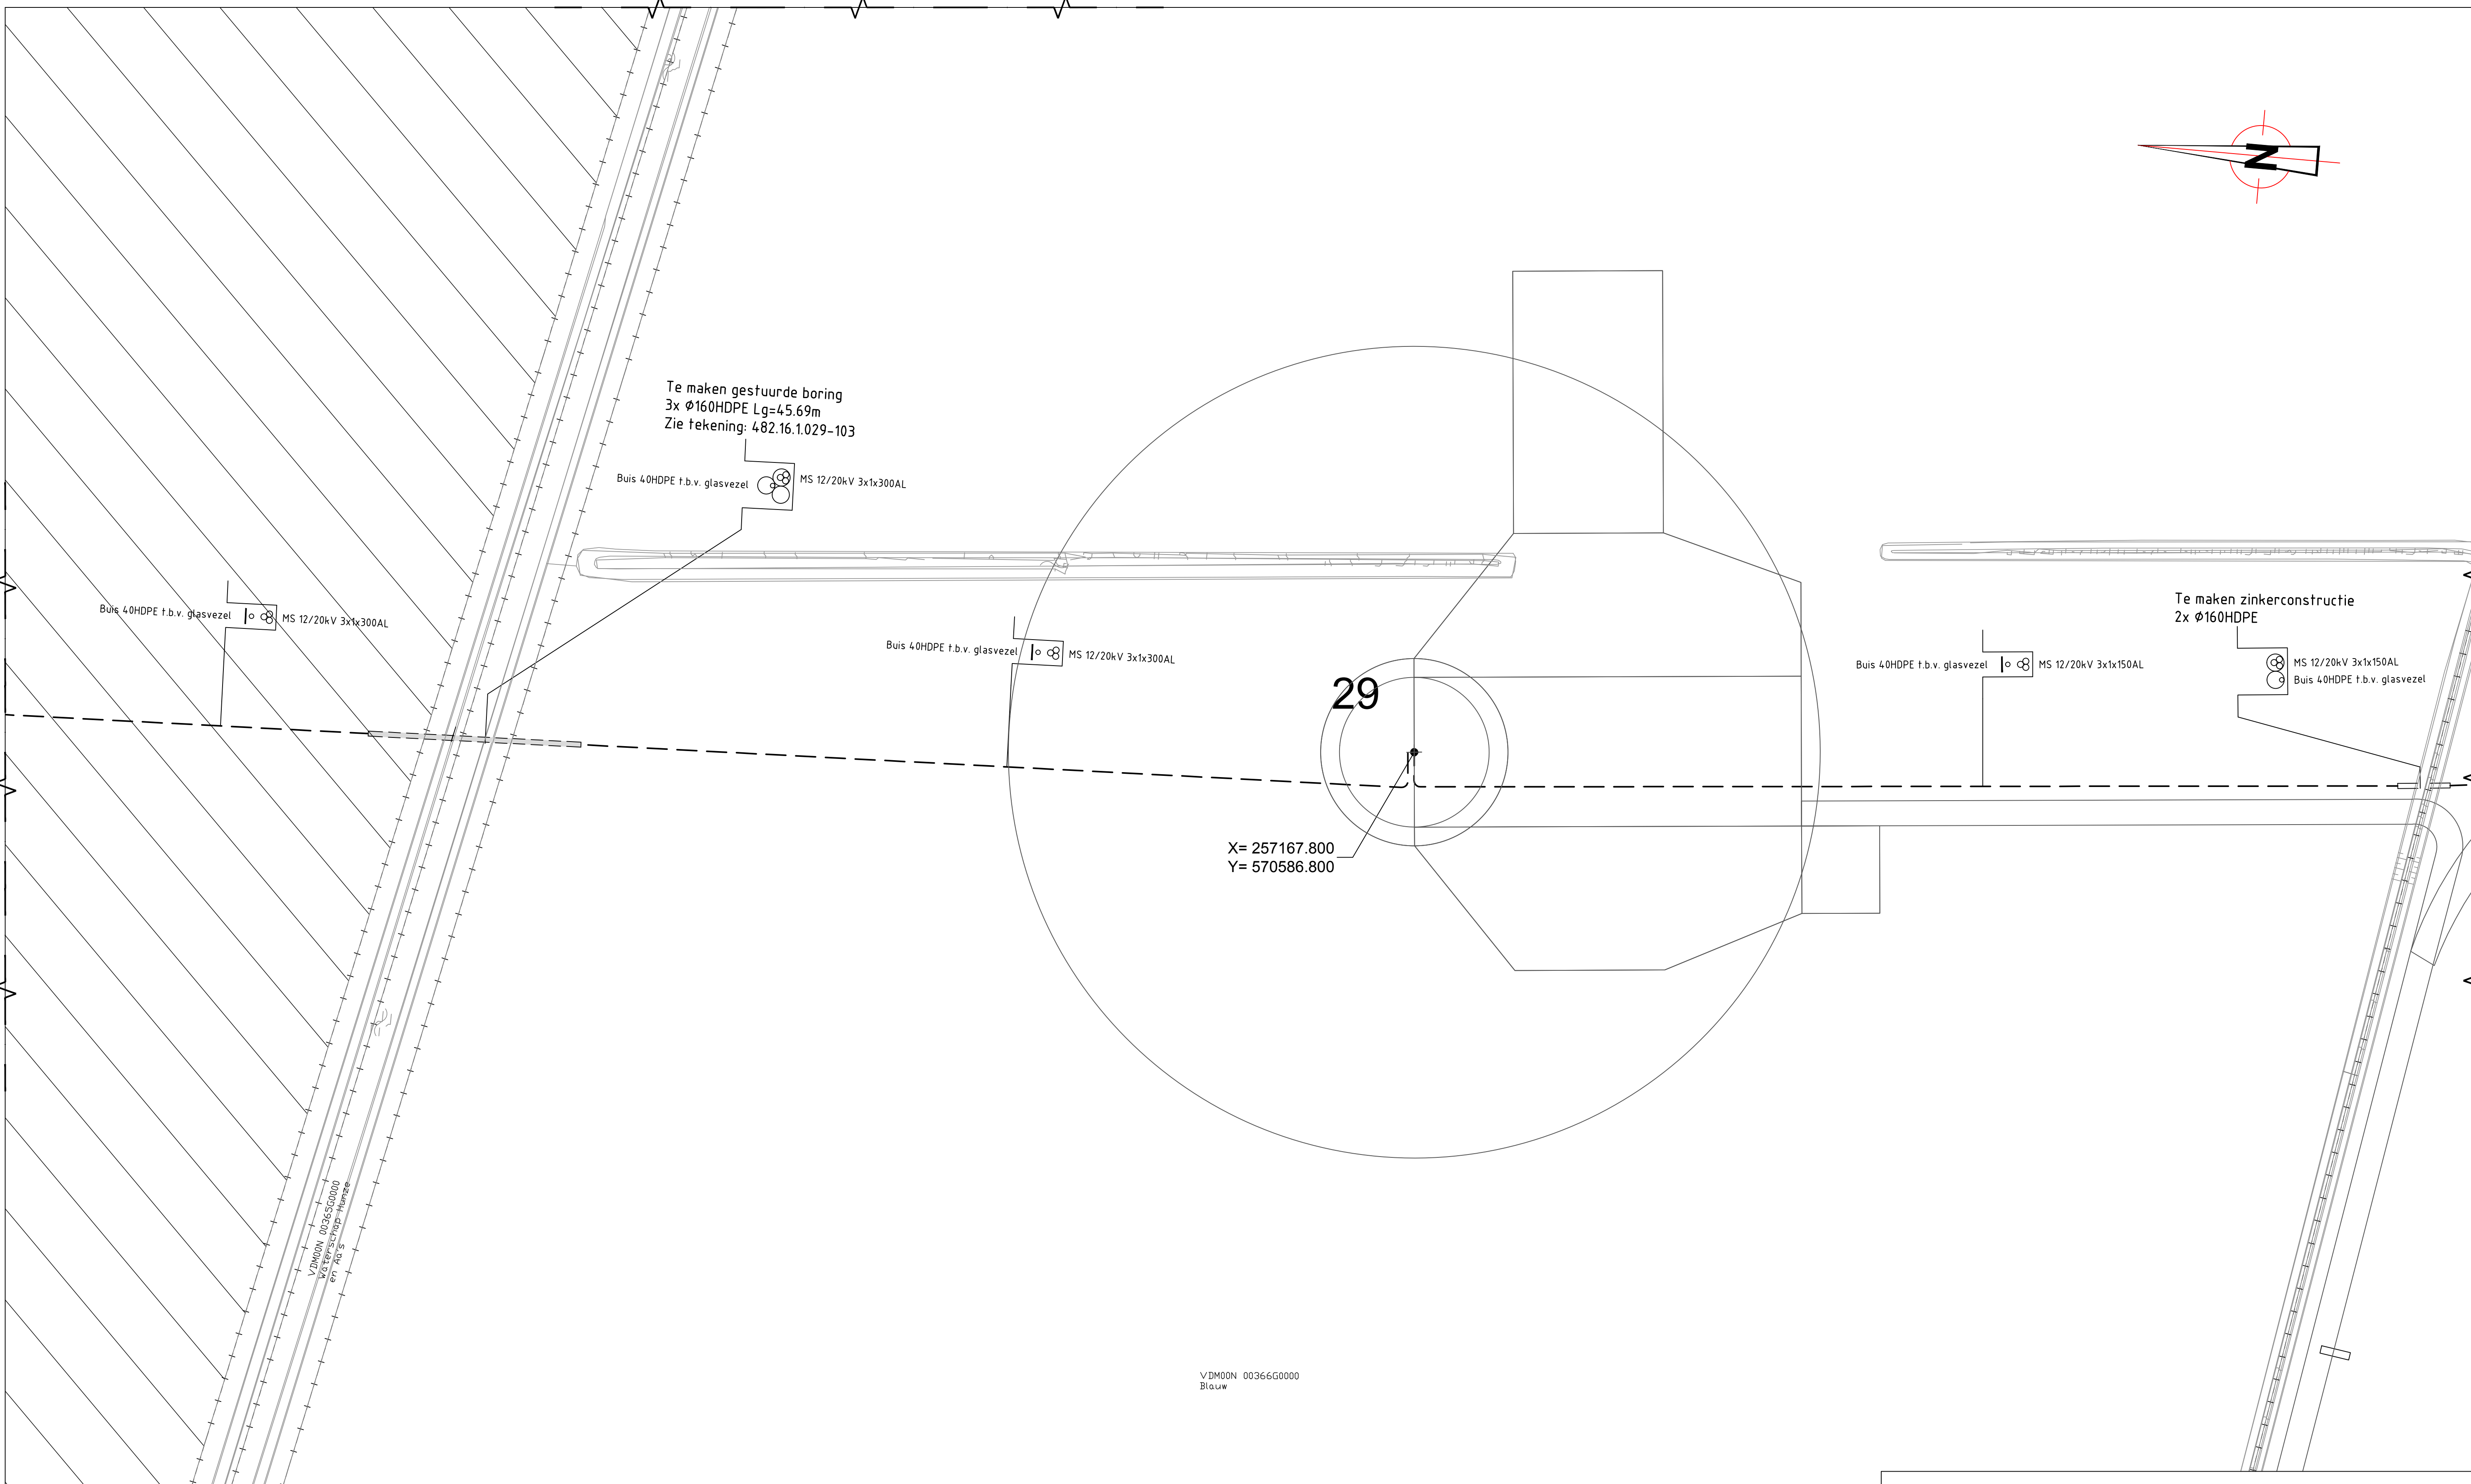 N
Te maken gestuurde boring
3x Ø160HDPE Lg=45.69m
Zie tekening: 482.16.1.029-103
Buis 40HDPE t.b.v. glasvezel
MS 12/20kV 3x1x300AL
Buis 40HDPE t.b.v. glasvezel
MS 12/20kV 3x1x300AL
Buis 40HDPE t.b.v. glasvezel
MS 12/20kV 3x1x300AL
29
X= 257167.800
Y= 570586.800
Buis 40HDPE t.b.v. glasvezel
MS 12/20kV 3x1x150AL
Te maken zinkerconstructie
2x Ø160HDPE
MS 12/20kV 3x1x150AL
Buis 40HDPE t.b.v. glasvezel
VDM00N 00365G0000
Waterschap Hunze
en Aa's
VDM00N 00366G0000
Blauw